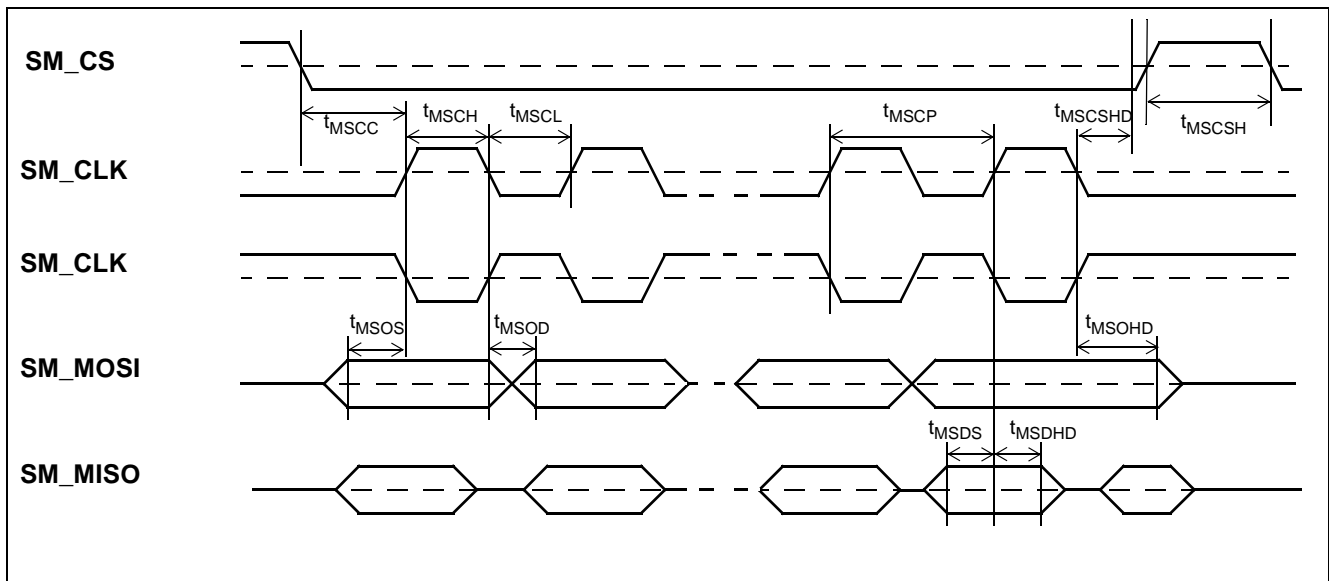 SM_CS
tMSCC
tMSCH
tMSCL
tMSCP
tMSCSHD
tMSCSH
SM_CLK
SM_CLK
tMSOS
tMSOD
tMSOHD
SM_MOSI
tMSDS
tMSDHD
SM_MISO